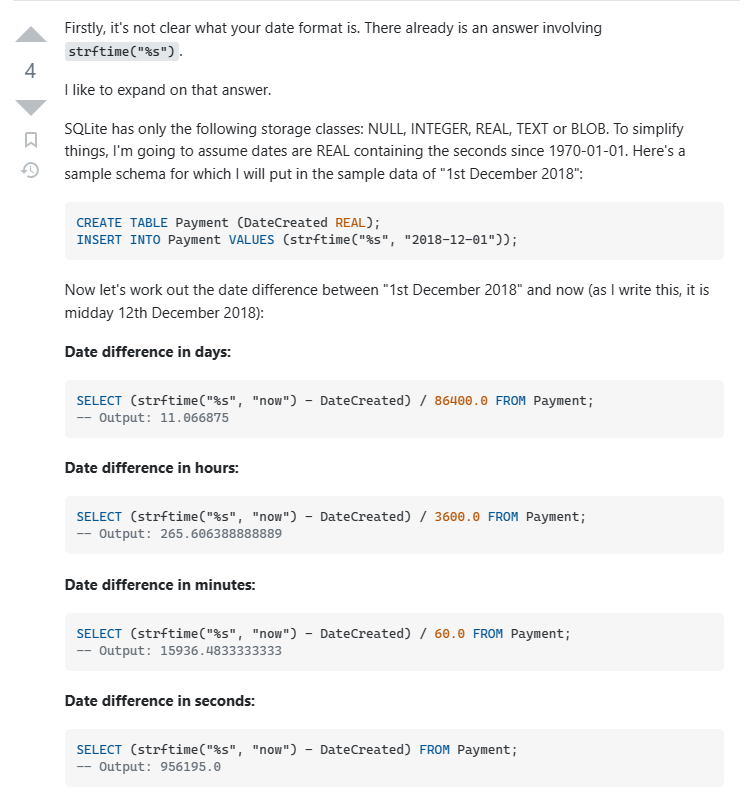 Firstly, it's not clear what your date format is. There already is an answer involving
strftime("%s").
4
I like to expand on that answer.
SQLite has only the following storage classes: NULL, INTEGER, REAL, TEXT or BLOB. To simplify
things, I'm going to assume dates are REAL containing the seconds since 1970-01-01. Here's a
sample schema for which I will put in the sample data of "1st December 2018":
CREATE TABLE Payment (DateCreated REAL);
INSERT INTO Payment VALUES (strftime("%s", "2018-12-01"));
Now let's work out the date difference between "1st December 2018" and now (as I write this, it is
midday 12th December 2018):
Date difference in days:
SELECT (strftime("%s", "now") - DateCreated) / 86400.0 FROM Payment;
-- Output: 11.066875
Date difference in hours:
SELECT (strftime("%s", "now") - DateCreated) / 3600.0 FROM Payment;
-- Output: 265.606388888889
Date difference in minutes:
SELECT (strftime("%s", "now") - DateCreated) / 60.0 FROM Payment;
-- Output: 15936.4833333333
Date difference in seconds:
SELECT (strftime("%s", "now") - DateCreated) FROM Payment;
-- Output: 956195.0